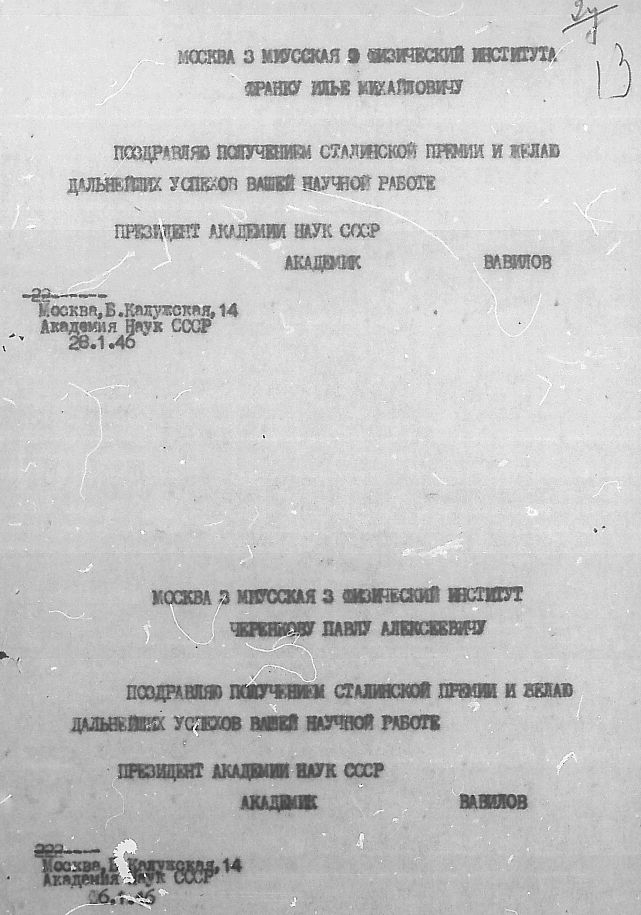 МОСКВА 3 МИУССКАЯ 3 ФИЗИЧЕСКИЙ ИНСТИТУТА
ФРАНКУ ИЛЬЕ МИХАЙЛОВИЧУ
ПОЗДРАВЛЯЮ ПОЛУЧЕНИЕМ СТАЛИНСКОЙ ПРЕМИИ И ЖЕЛАЮ
ДАЛЬНЕЙШИХ УСПЕХОВ ВАШЕЙ НАУЧНОЙ РАБОТЕ
ПРЕЗИДЕНТ АКАДЕМИИ НАУК СССР
АКАДЕМИК ВАВИЛОВ
Москва, Б.Калужская, 14
Академия Наук СССР
28.1.46
13
МОСКВА 3 МИУССКАЯ 3 ФИЗИЧЕСКИЙ ИНСТИТУТ
ЧЕРЕНКОВУ ПАВЛУ АЛЕКСЕЕВИЧУ
ПОЗДРАВЛЯЮ ПОЛУЧЕНИЕМ СТАЛИНСКОЙ ПРЕМИИ И ЖЕЛАЮ
ДАЛЬНЕЙШИХ УСПЕХОВ ВАШЕЙ НАУЧНОЙ РАБОТЕ
ПРЕЗИДЕНТ АКАДЕМИИ НАУК СССР
АКАДЕМИК ВАВИЛОВ
Москва, Б.Калужская, 14
Академия Наук СССР